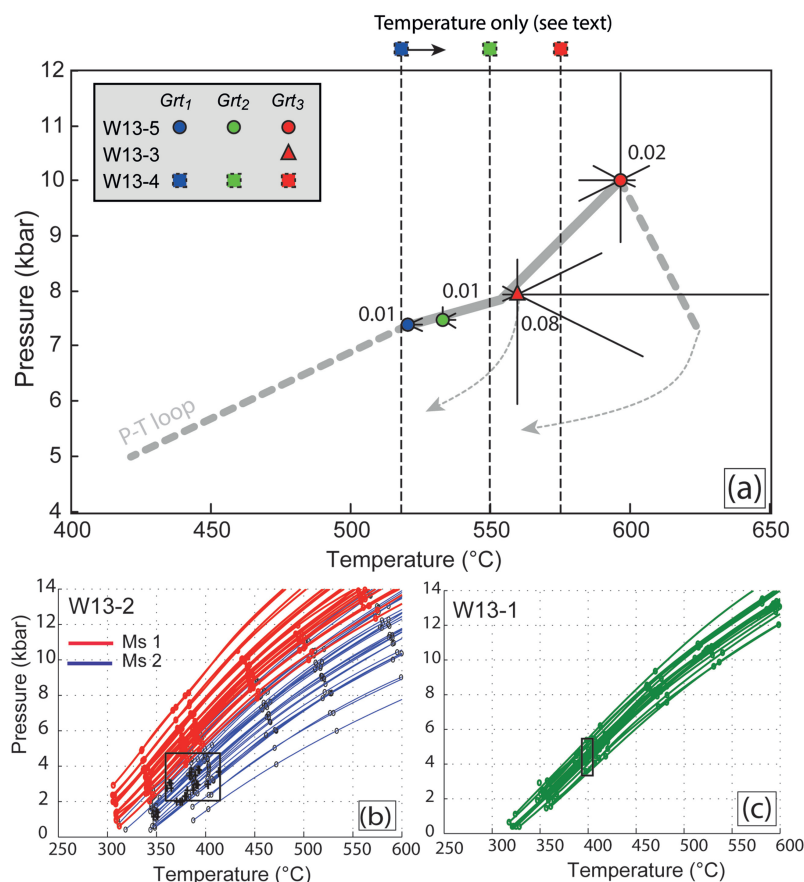 Temperature only (see text)
12
11
10
9
8
7
6
5
4
Pressure (kbar)
Grt1 Grt2 Grt3
W13-5
W13-3
W13-4
0.02
0.01
0.01
0.08
P-T loop
(a)
400 450 500 550 600 650
Temperature (°C)
14
12
10
8
6
4
2
0
Pressure (kbar)
W13-2
Ms 1
Ms 2
(b)
250 300 350 400 450 500 550 600
Temperature (°C)
14
12
10
8
6
4
2
0
W13-1
(c)
250 300 350 400 450 500 550 600
Temperature (°C)